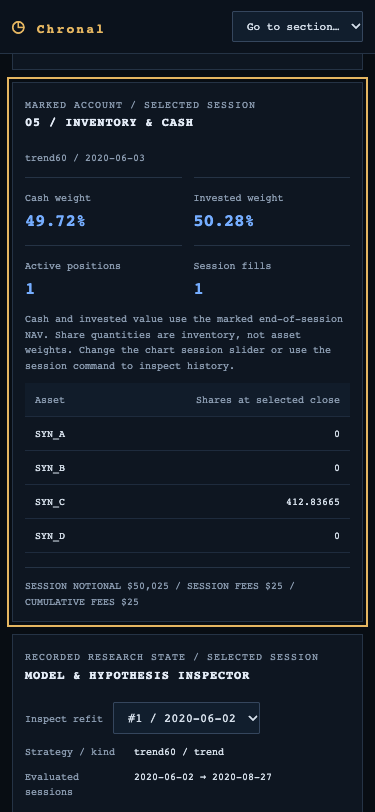 Chronal
Go to section…
MARKED ACCOUNT / SELECTED SESSION
05 / INVENTORY & CASH
trend60 / 2020-06-03
Cash weight
49.72%
Invested weight
50.28%
Active positions
1
Session fills
1
Cash and invested value use the marked end-of-session
NAV. Share quantities are inventory, not asset
weights. Change the chart session slider or use the
session command to inspect history.
Asset Shares at selected close
SYN_A 0
SYN_B 0
SYN_C 412.83665
SYN_D 0
SESSION NOTIONAL $50,025 / SESSION FEES $25 /
CUMULATIVE FEES $25
RECORDED RESEARCH STATE / SELECTED SESSION
MODEL & HYPOTHESIS INSPECTOR
Inspect refit #1 / 2020-06-02
Strategy / kind trend60 / trend
Evaluated 2020-06-02 → 2020-08-27
sessions